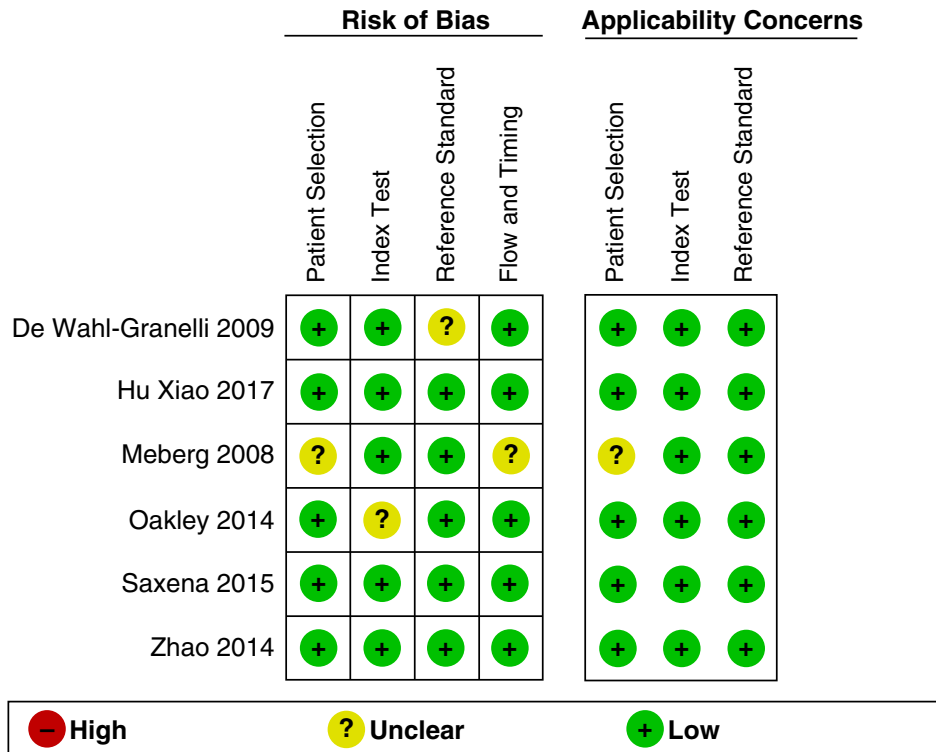 Risk of Bias Applicability Concerns
Patient Selection
Index Test
Reference Standard
Flow and Timing
Patient Selection
Index Test
Reference Standard
De Wahl-Granelli 2009 + + ? + + + +
Hu Xiao 2017 + + + + + + +
Meberg 2008 ? + + ? ? + +
Oakley 2014 + ? + + + + +
Saxena 2015 + + + + + + +
Zhao 2014 + + + + + + +
– High ? Unclear + Low